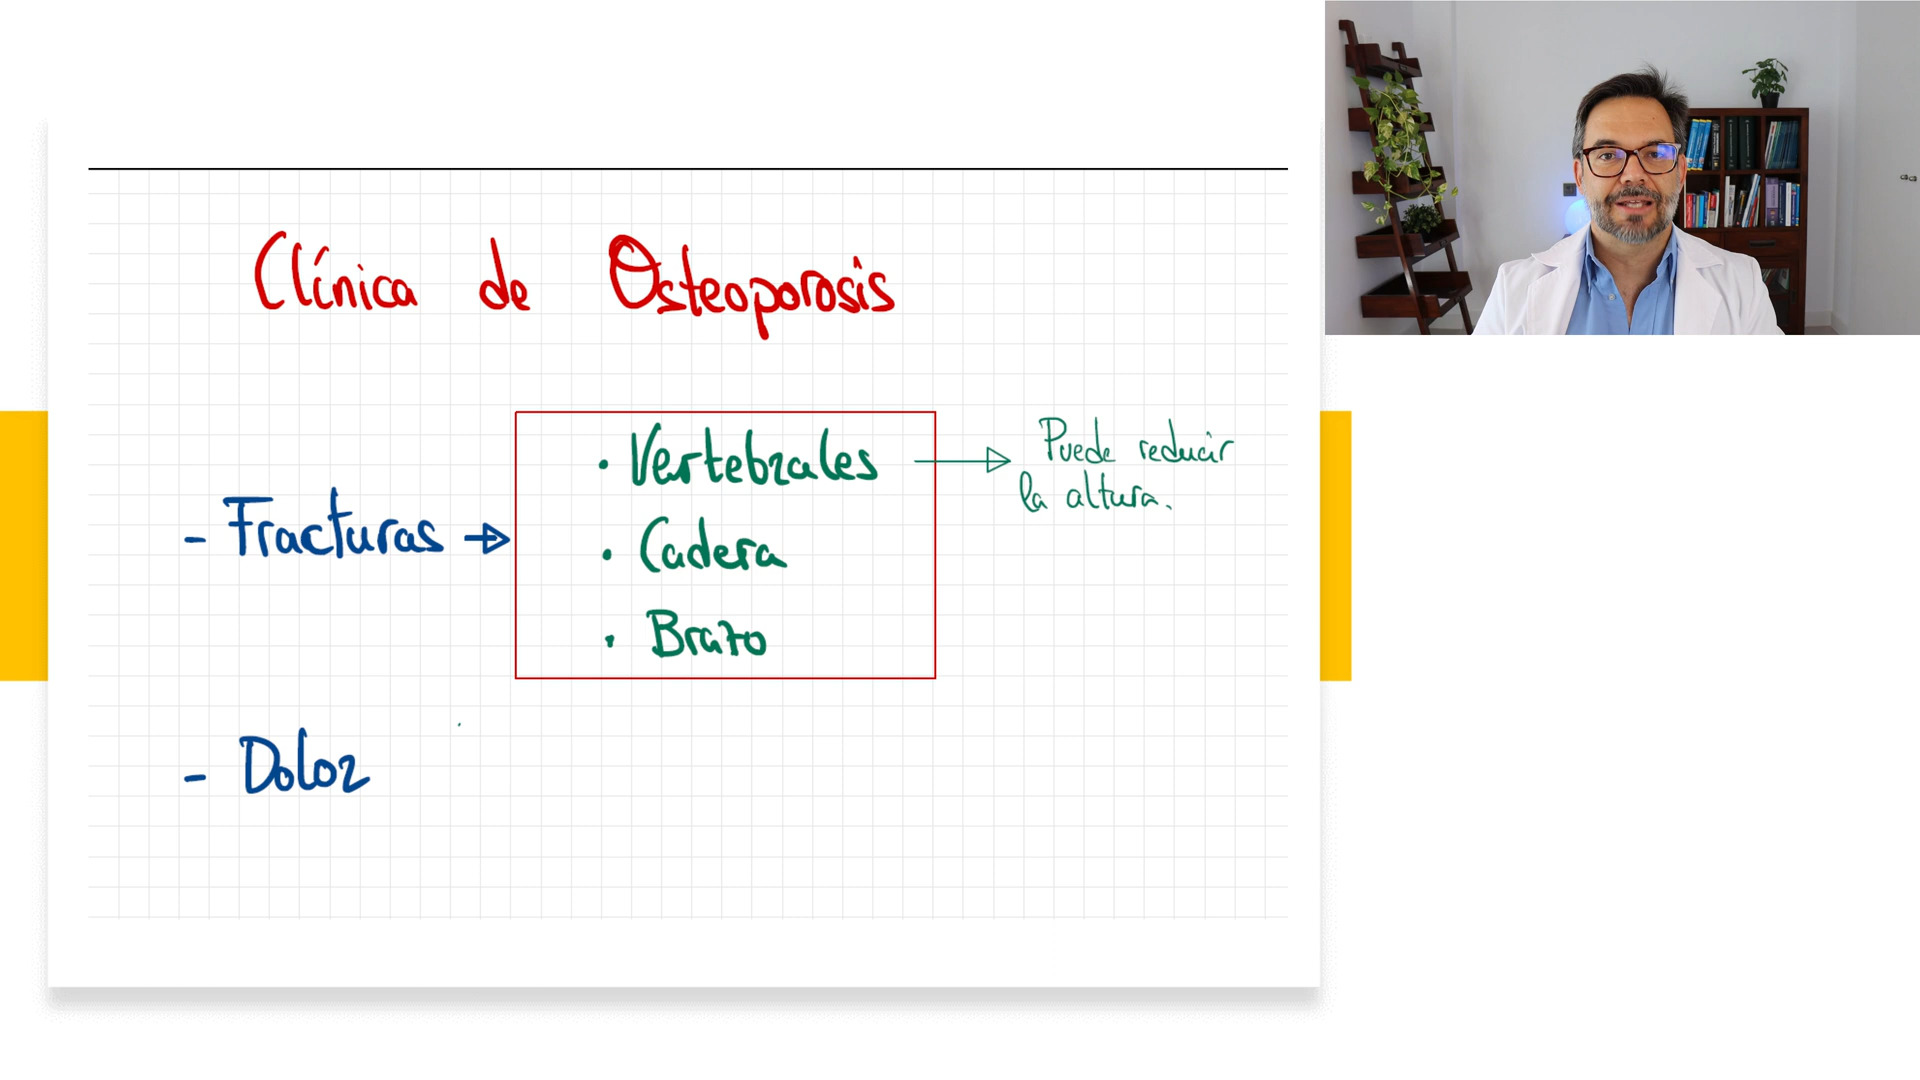 Clínica de Osteoporosis
- Fracturas →
• Vertebrales → Puede reducir
la altura.
• Cadera
• Brazo
- Dolor